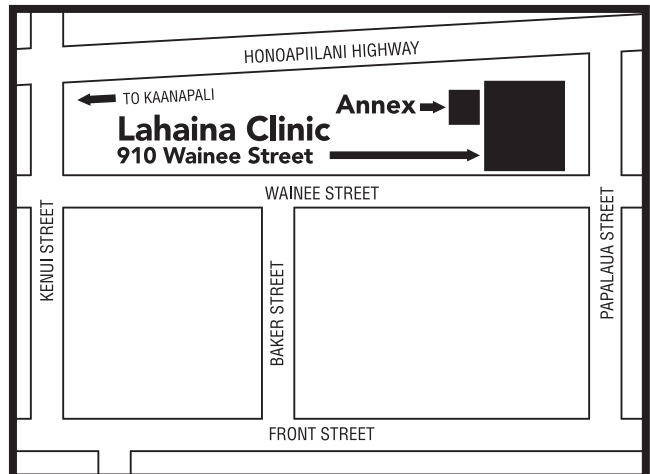 HONOAPIILANI HIGHWAY
TO KAANAPALI
Annex
Lahaina Clinic
910 Wainee Street
WAINEE STREET
KENUI STREET
BAKER STREET
PAPALAUA STREET
FRONT STREET